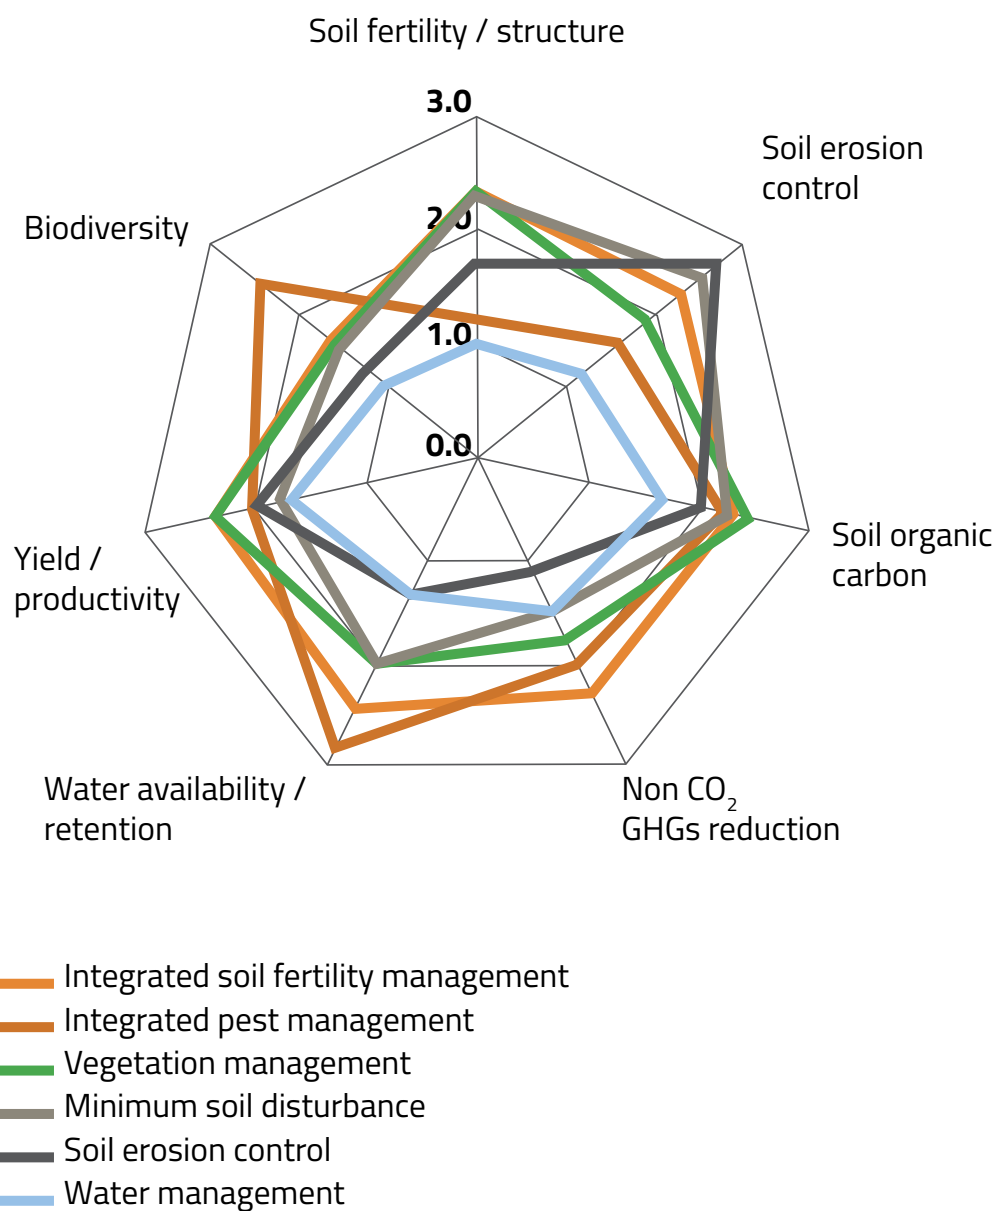 Soil fertility / structure
3.0
Soil erosion
control
Biodiversity
2.0
1.0
0.0
Soil organic
carbon
Yield /
productivity
Water availability /
retention
Non CO₂
GHGs reduction
Integrated soil fertility management
Integrated pest management
Vegetation management
Minimum soil disturbance
Soil erosion control
Water management